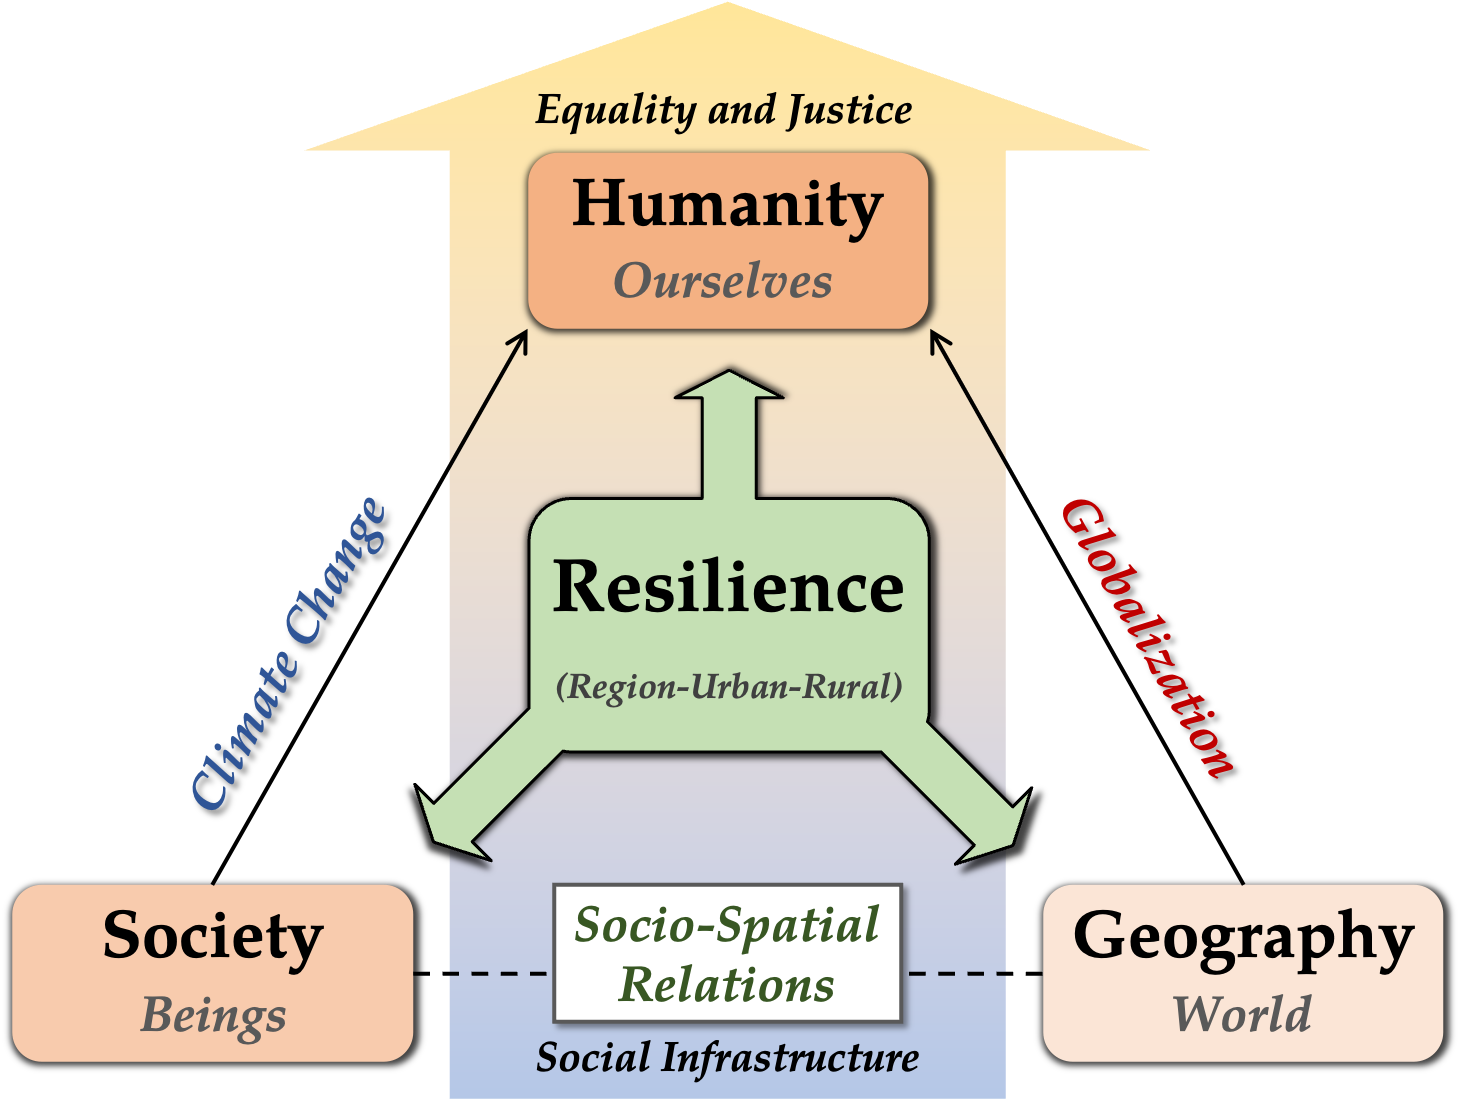 Equality and Justice
Humanity
Ourselves
Climate Change
Globalization
Resilience
(Region-Urban-Rural)
Society
Beings
Socio-Spatial
Relations
Geography
World
Social Infrastructure